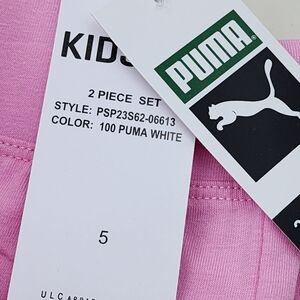 KIDS
PUMA
2 PIECE SET
STYLE: PSP23S62-06613
COLOR: 100 PUMA WHITE
5